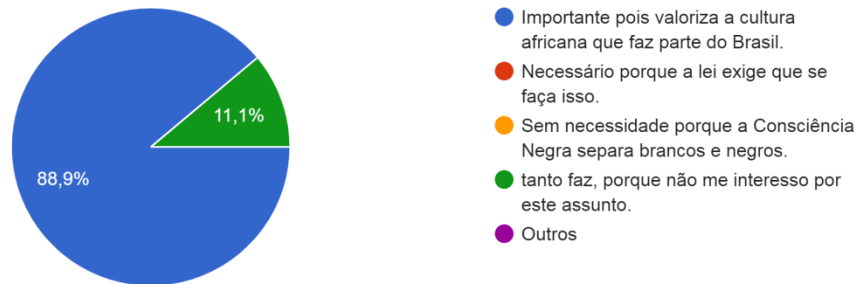 88,9%
11,1%
Importante pois valoriza a cultura
africana que faz parte do Brasil.
Necessário porque a lei exige que se
faça isso.
Sem necessidade porque a Consciência
Negra separa brancos e negros.
tanto faz, porque não me interesso por
este assunto.
Outros